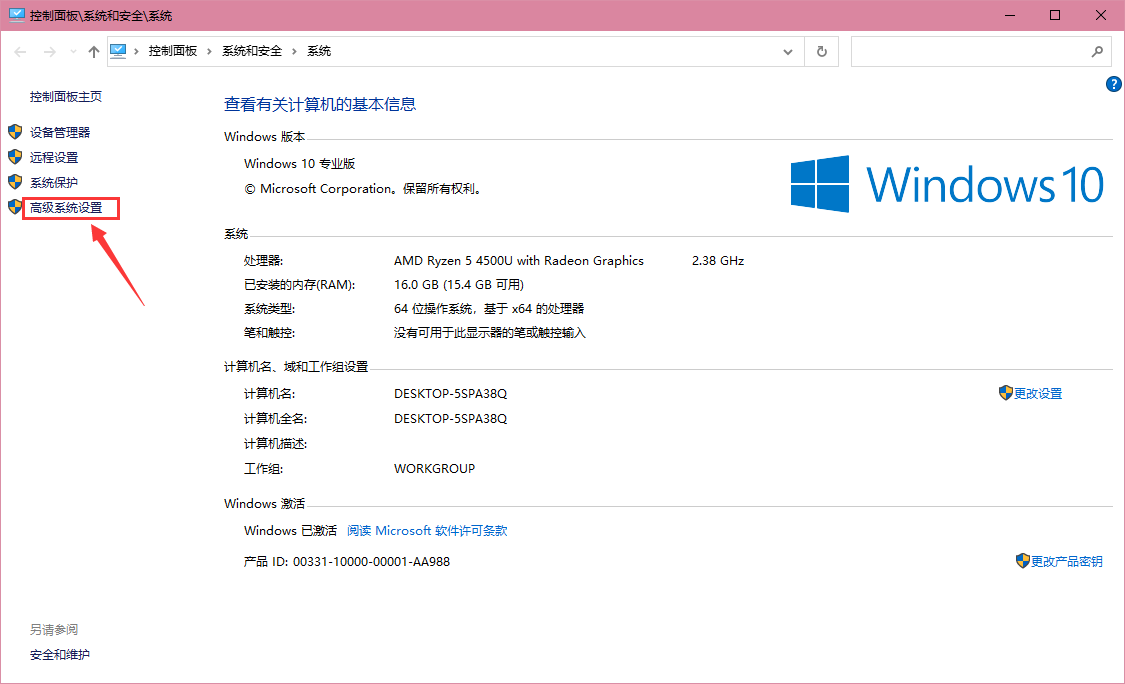 控制面板\系统和安全\系统
控制面板 系统和安全 系统
控制面板主页
设备管理器
远程设置
系统保护
高级系统设置
查看有关计算机的基本信息
Windows 版本
Windows 10 专业版
© Microsoft Corporation。保留所有权利。
Windows 10
系统
处理器: AMD Ryzen 5 4500U with Radeon Graphics 2.38 GHz
已安装的内存(RAM): 16.0 GB (15.4 GB 可用)
系统类型: 64 位操作系统, 基于 x64 的处理器
笔和触控: 没有可用于此显示器的笔或触控输入
计算机名、域和工作组设置
计算机名: DESKTOP-5SPA38Q 更改设置
计算机全名: DESKTOP-5SPA38Q
计算机描述:
工作组: WORKGROUP
Windows 激活
Windows 已激活 阅读 Microsoft 软件许可条款
产品 ID: 00331-10000-00001-AA988 更改产品密钥
另请参阅
安全和维护